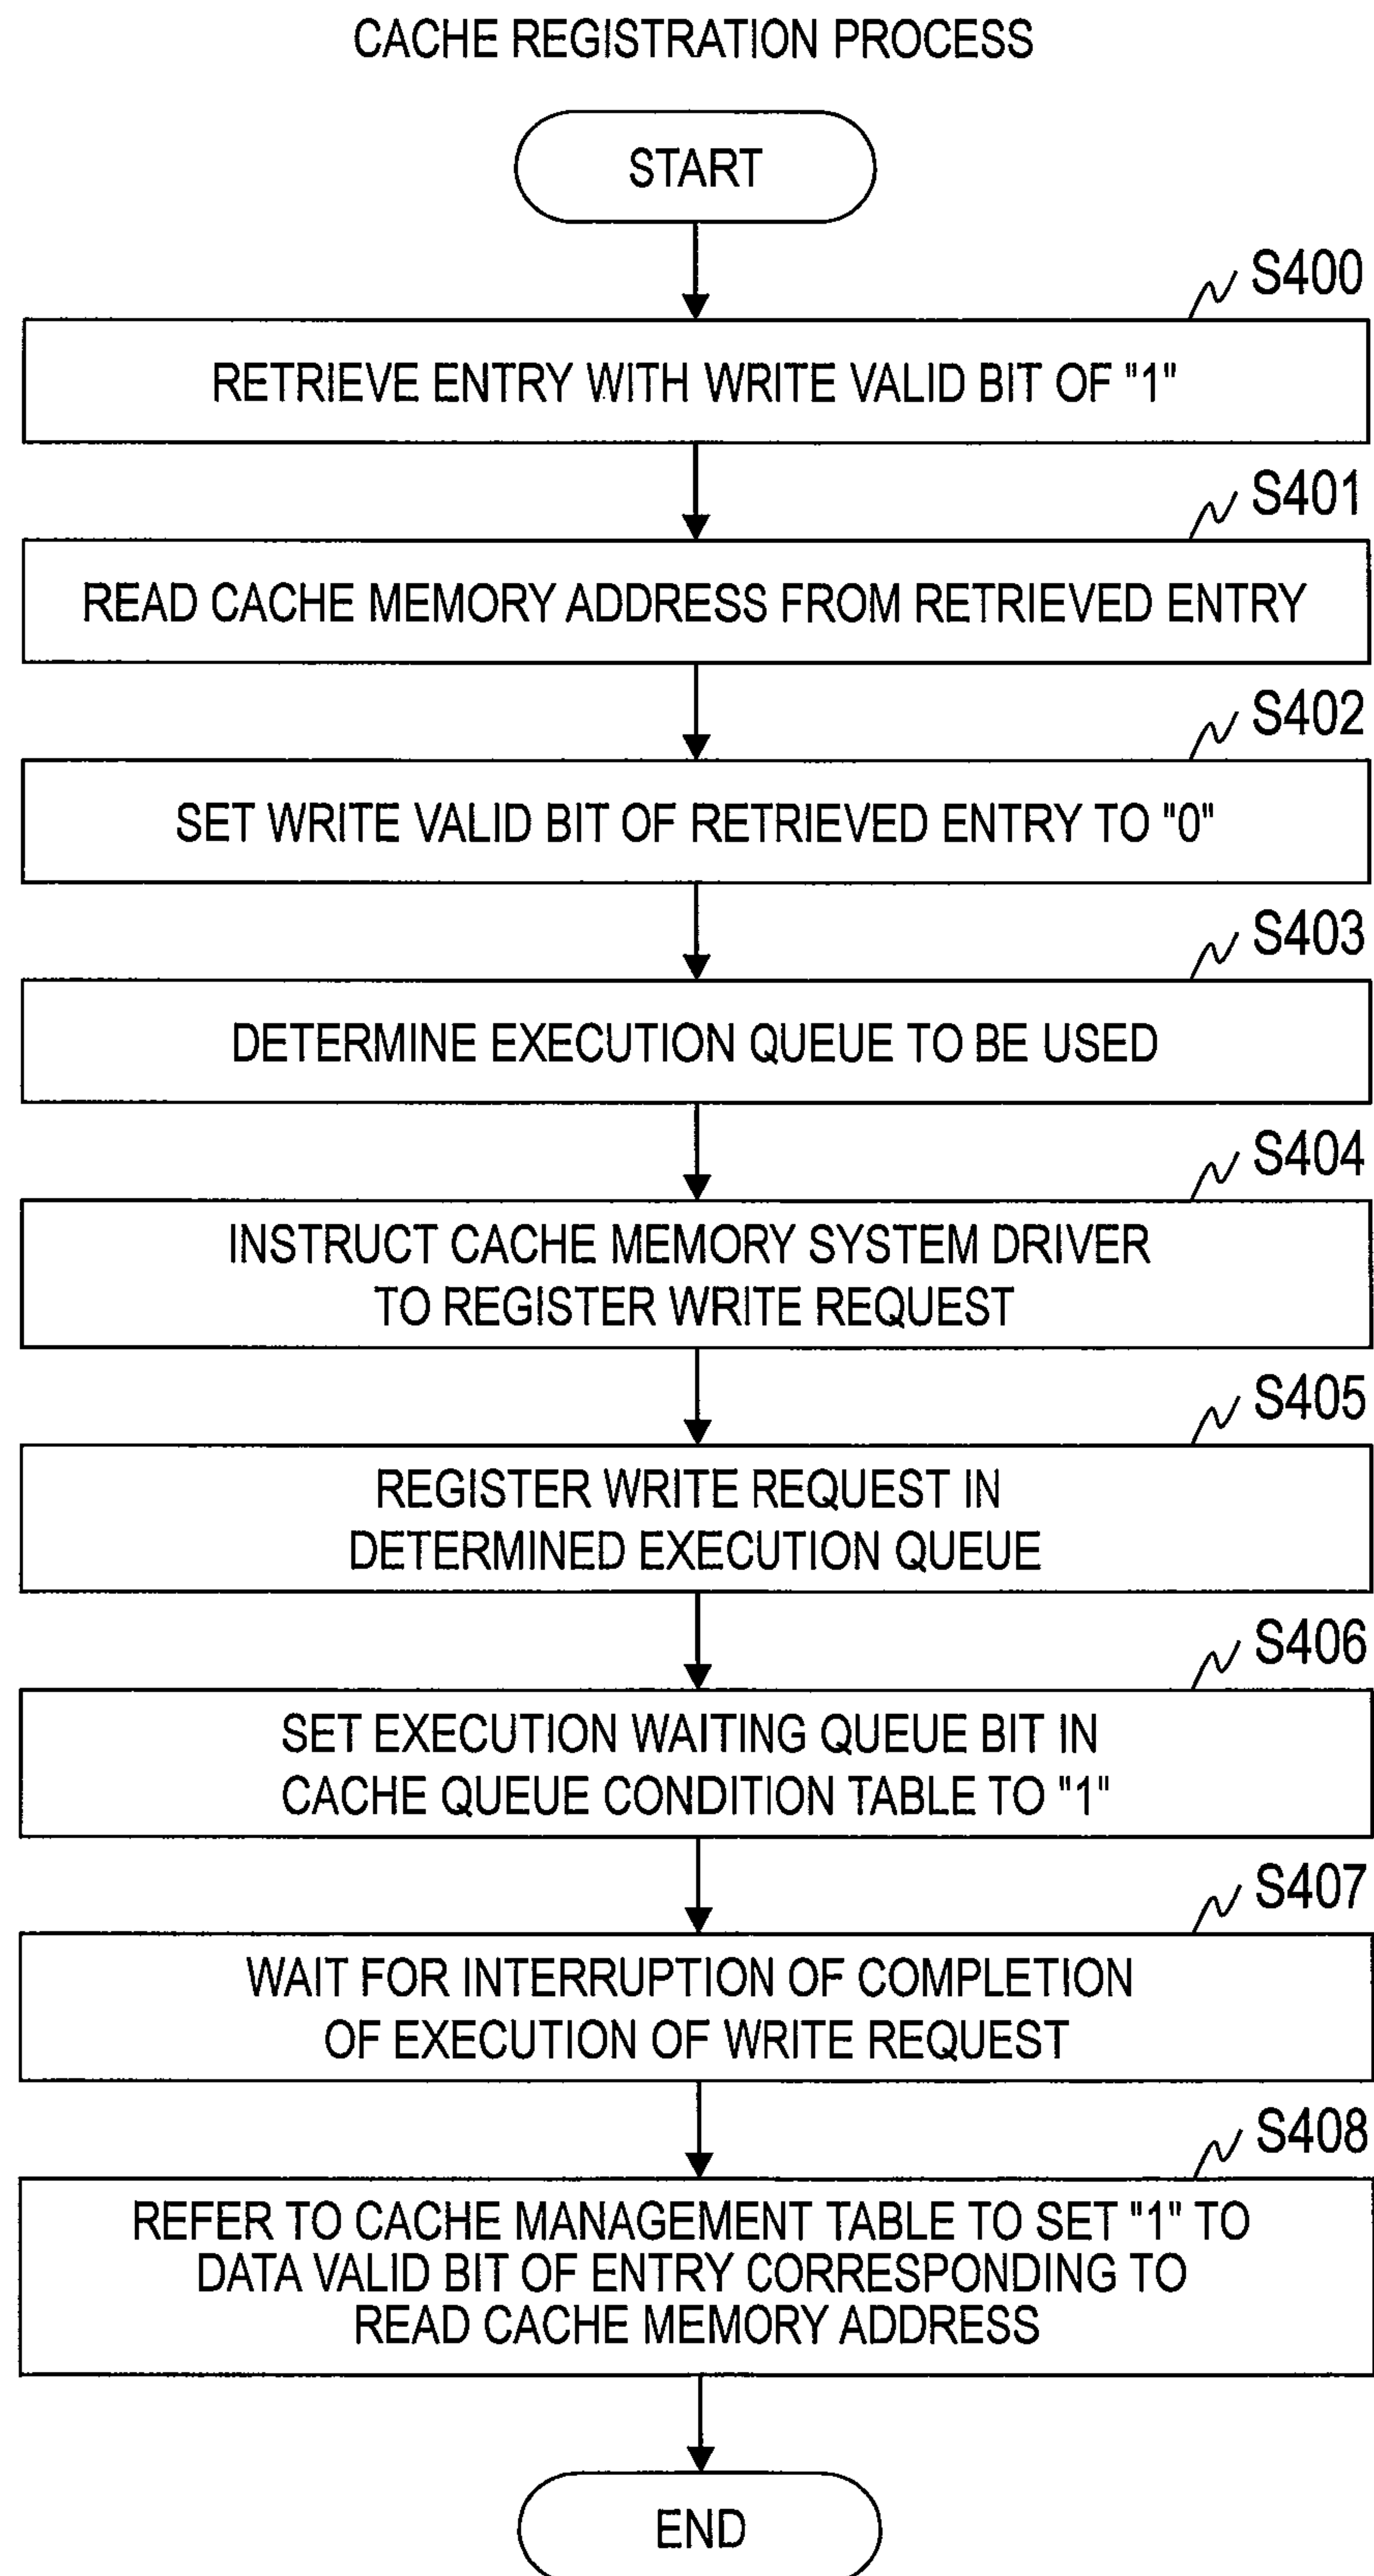 CACHE REGISTRATION PROCESS
START
S400
RETRIEVE ENTRY WITH WRITE VALID BIT OF "1"
S401
READ CACHE MEMORY ADDRESS FROM RETRIEVED ENTRY
S402
SET WRITE VALID BIT OF RETRIEVED ENTRY TO "0"
S403
DETERMINE EXECUTION QUEUE TO BE USED
S404
INSTRUCT CACHE MEMORY SYSTEM DRIVER
TO REGISTER WRITE REQUEST
S405
REGISTER WRITE REQUEST IN
DETERMINED EXECUTION QUEUE
S406
SET EXECUTION WAITING QUEUE BIT IN
CACHE QUEUE CONDITION TABLE TO "1"
S407
WAIT FOR INTERRUPTION OF COMPLETION
OF EXECUTION OF WRITE REQUEST
S408
REFER TO CACHE MANAGEMENT TABLE TO SET "1" TO
DATA VALID BIT OF ENTRY CORRESPONDING TO
READ CACHE MEMORY ADDRESS
END